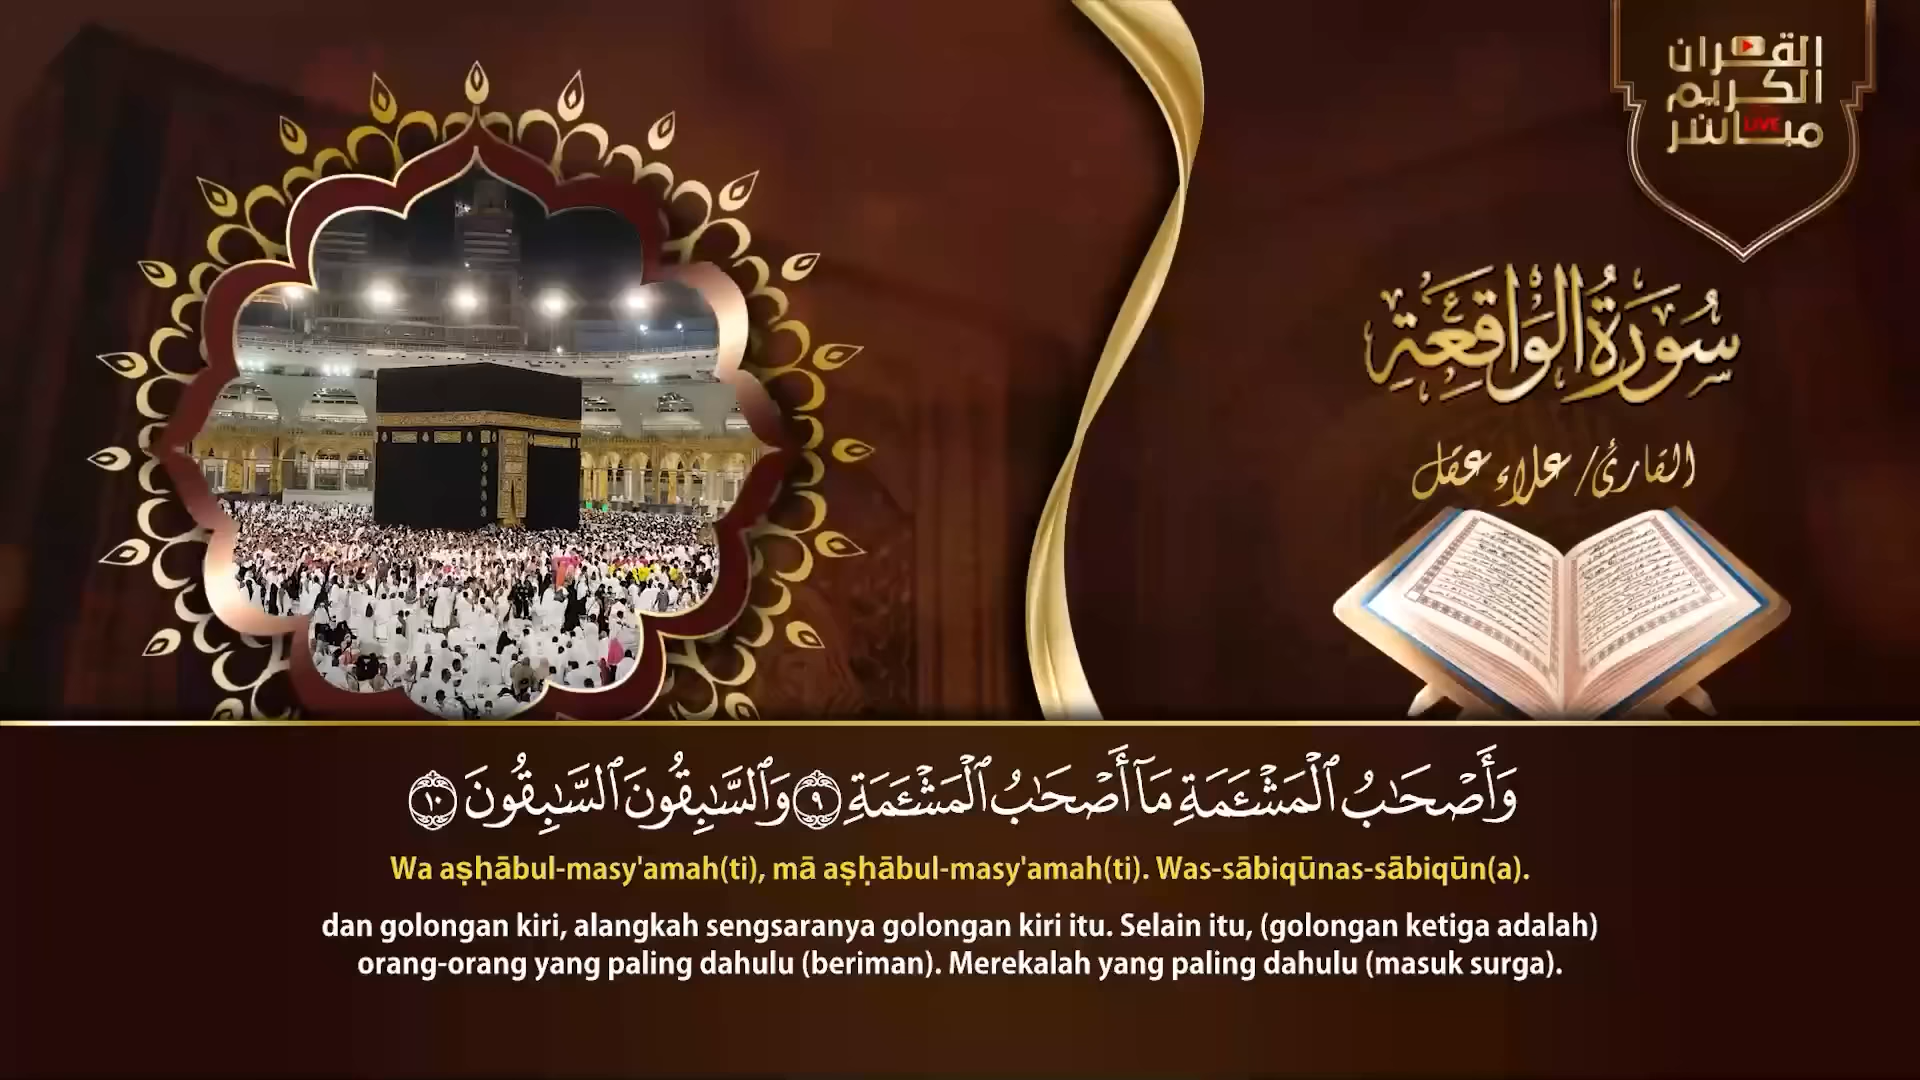 القرآن
الكريم
مباشر
LIVE
سُورَةُ الْوَاقِعَةِ
القارئ/ علاء عقل
وَأَصْحَٰبُ ٱلْمَشْـَٔمَةِ مَآ أَصْحَٰبُ ٱلْمَشْـَٔمَةِ ٩ وَٱلسَّٰبِقُونَ ٱلسَّٰبِقُونَ ١٠
Wa aṣḥābul-masy'amah(ti), mā aṣḥābul-masy'amah(ti). Was-sābiqūnas-sābiqūn(a).
dan golongan kiri, alangkah sengsaranya golongan kiri itu. Selain itu, (golongan ketiga adalah)
orang-orang yang paling dahulu (beriman). Merekalah yang paling dahulu (masuk surga).